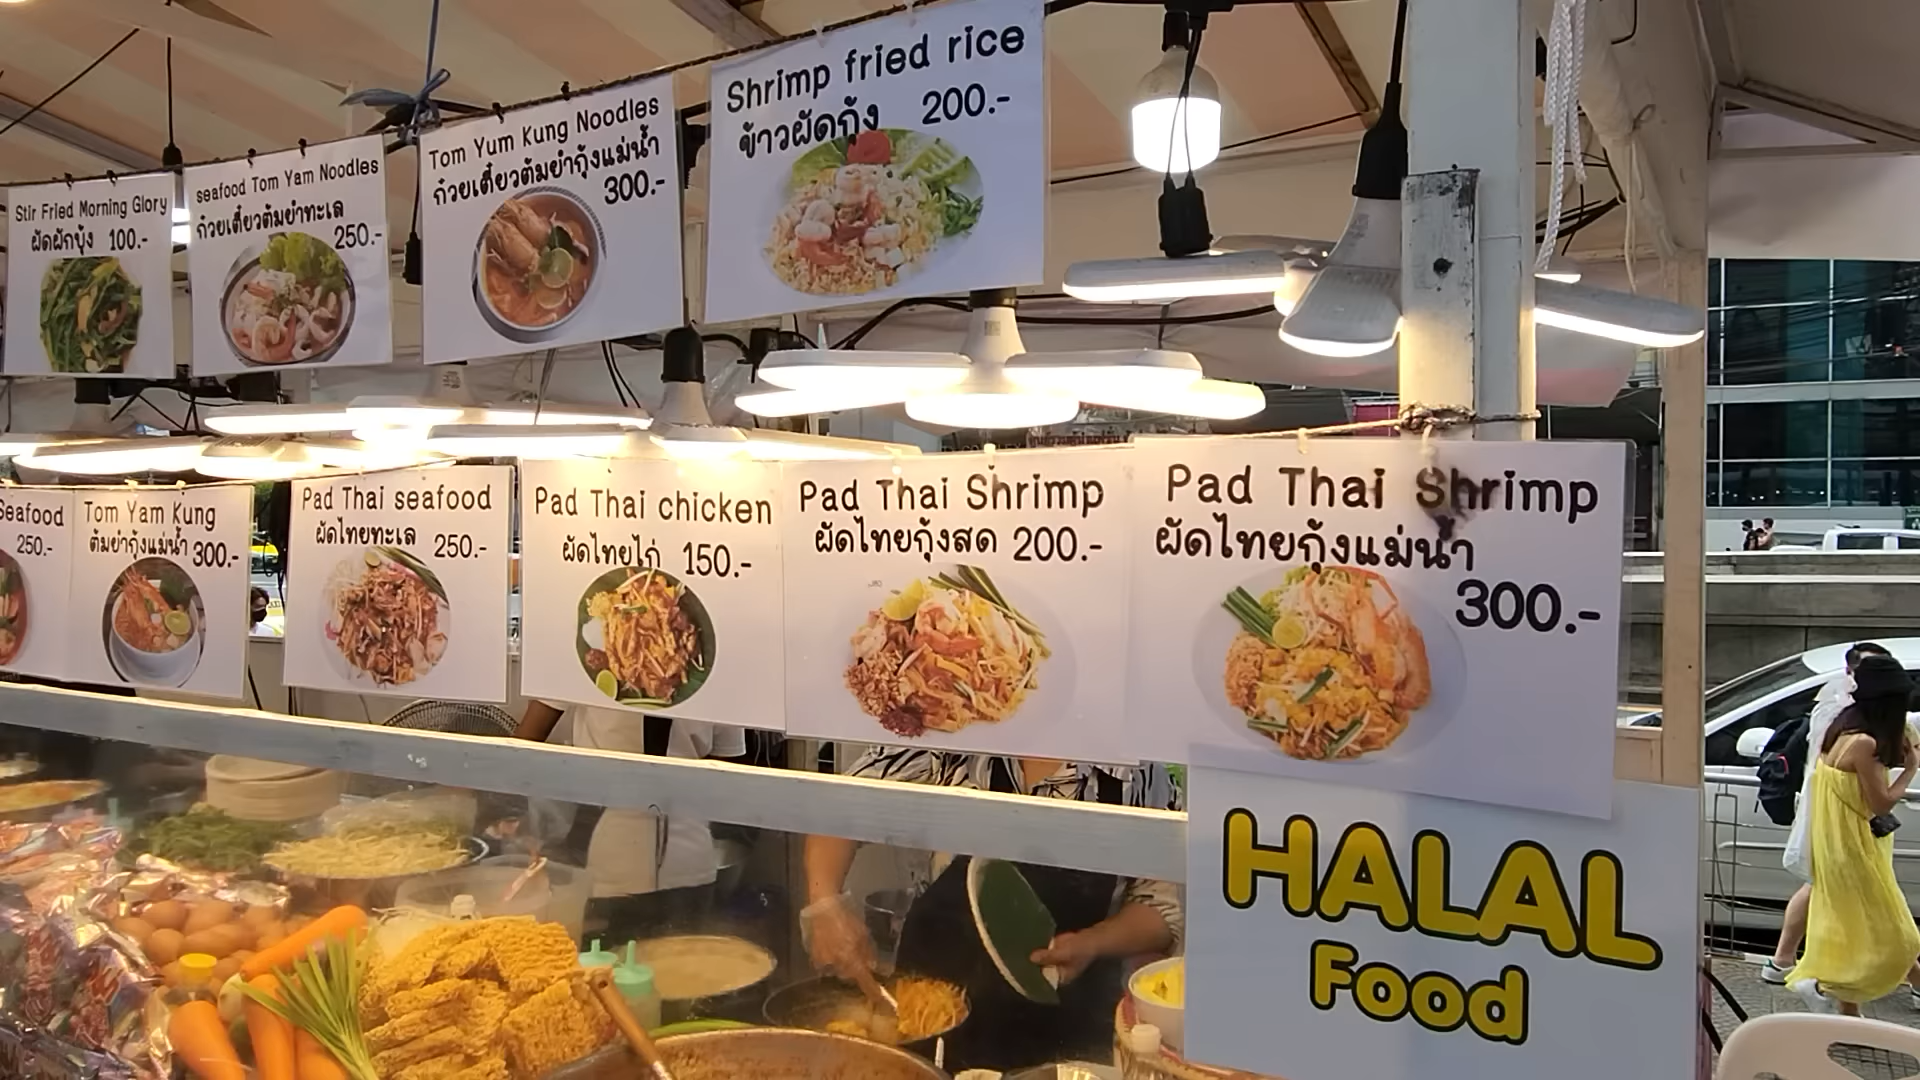 Stir Fried Morning Glory
ผัดผักบุ้ง 100.-
seafood Tom Yam Noodles
ก๋วยเตี๋ยวต้มยำทะเล
250.-
Tom Yum Kung Noodles
ก๋วยเตี๋ยวต้มยำกุ้งแม่น้ำ
300.-
Shrimp fried rice
ข้าวผัดกุ้ง 200.-
Seafood
250.-
Tom Yam Kung
ต้มยำกุ้งแม่น้ำ 300.-
Pad Thai seafood
ผัดไทยทะเล 250.-
Pad Thai chicken
ผัดไทยไก่ 150.-
Pad Thai Shrimp
ผัดไทยกุ้งสด 200.-
Pad Thai Shrimp
ผัดไทยกุ้งแม่น้ำ
300.-
HALAL
Food